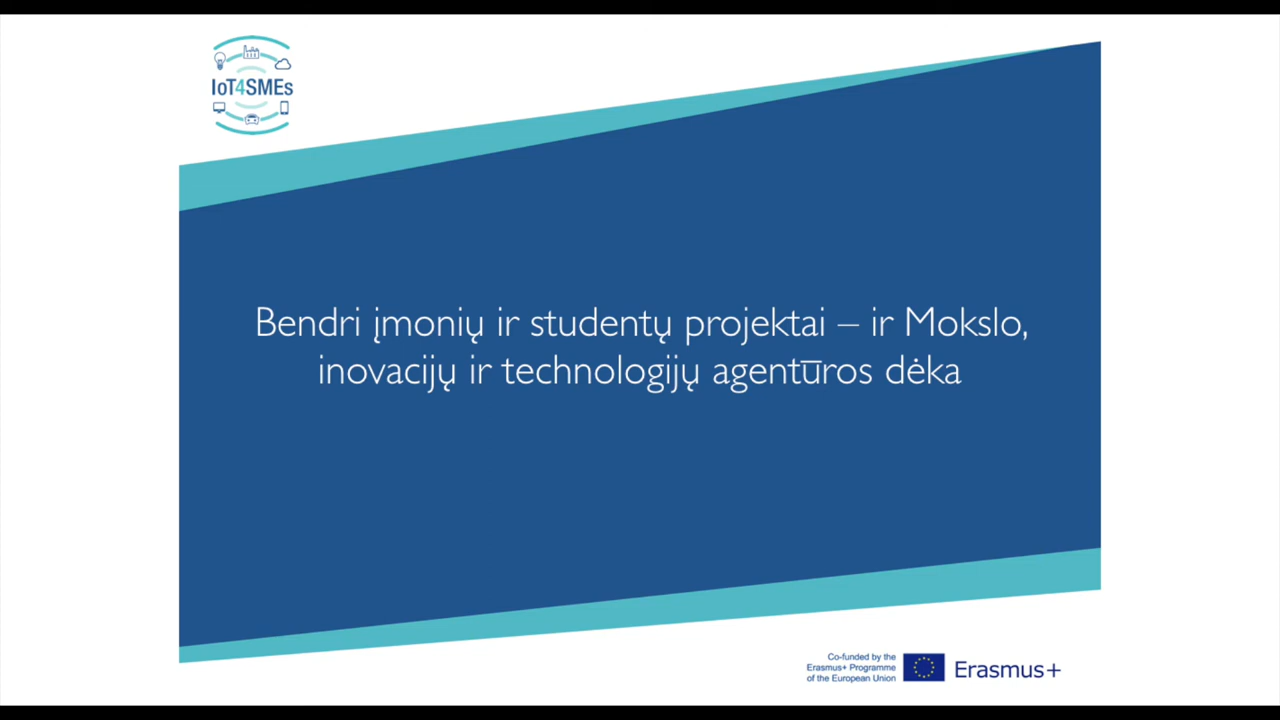 IoT4SMEs
Bendri įmonių ir studentų projektai – ir Mokslo,
inovacijų ir technologijų agentūros dėka
Co-funded by the
Erasmus+ Programme
of the European Union
Erasmus+